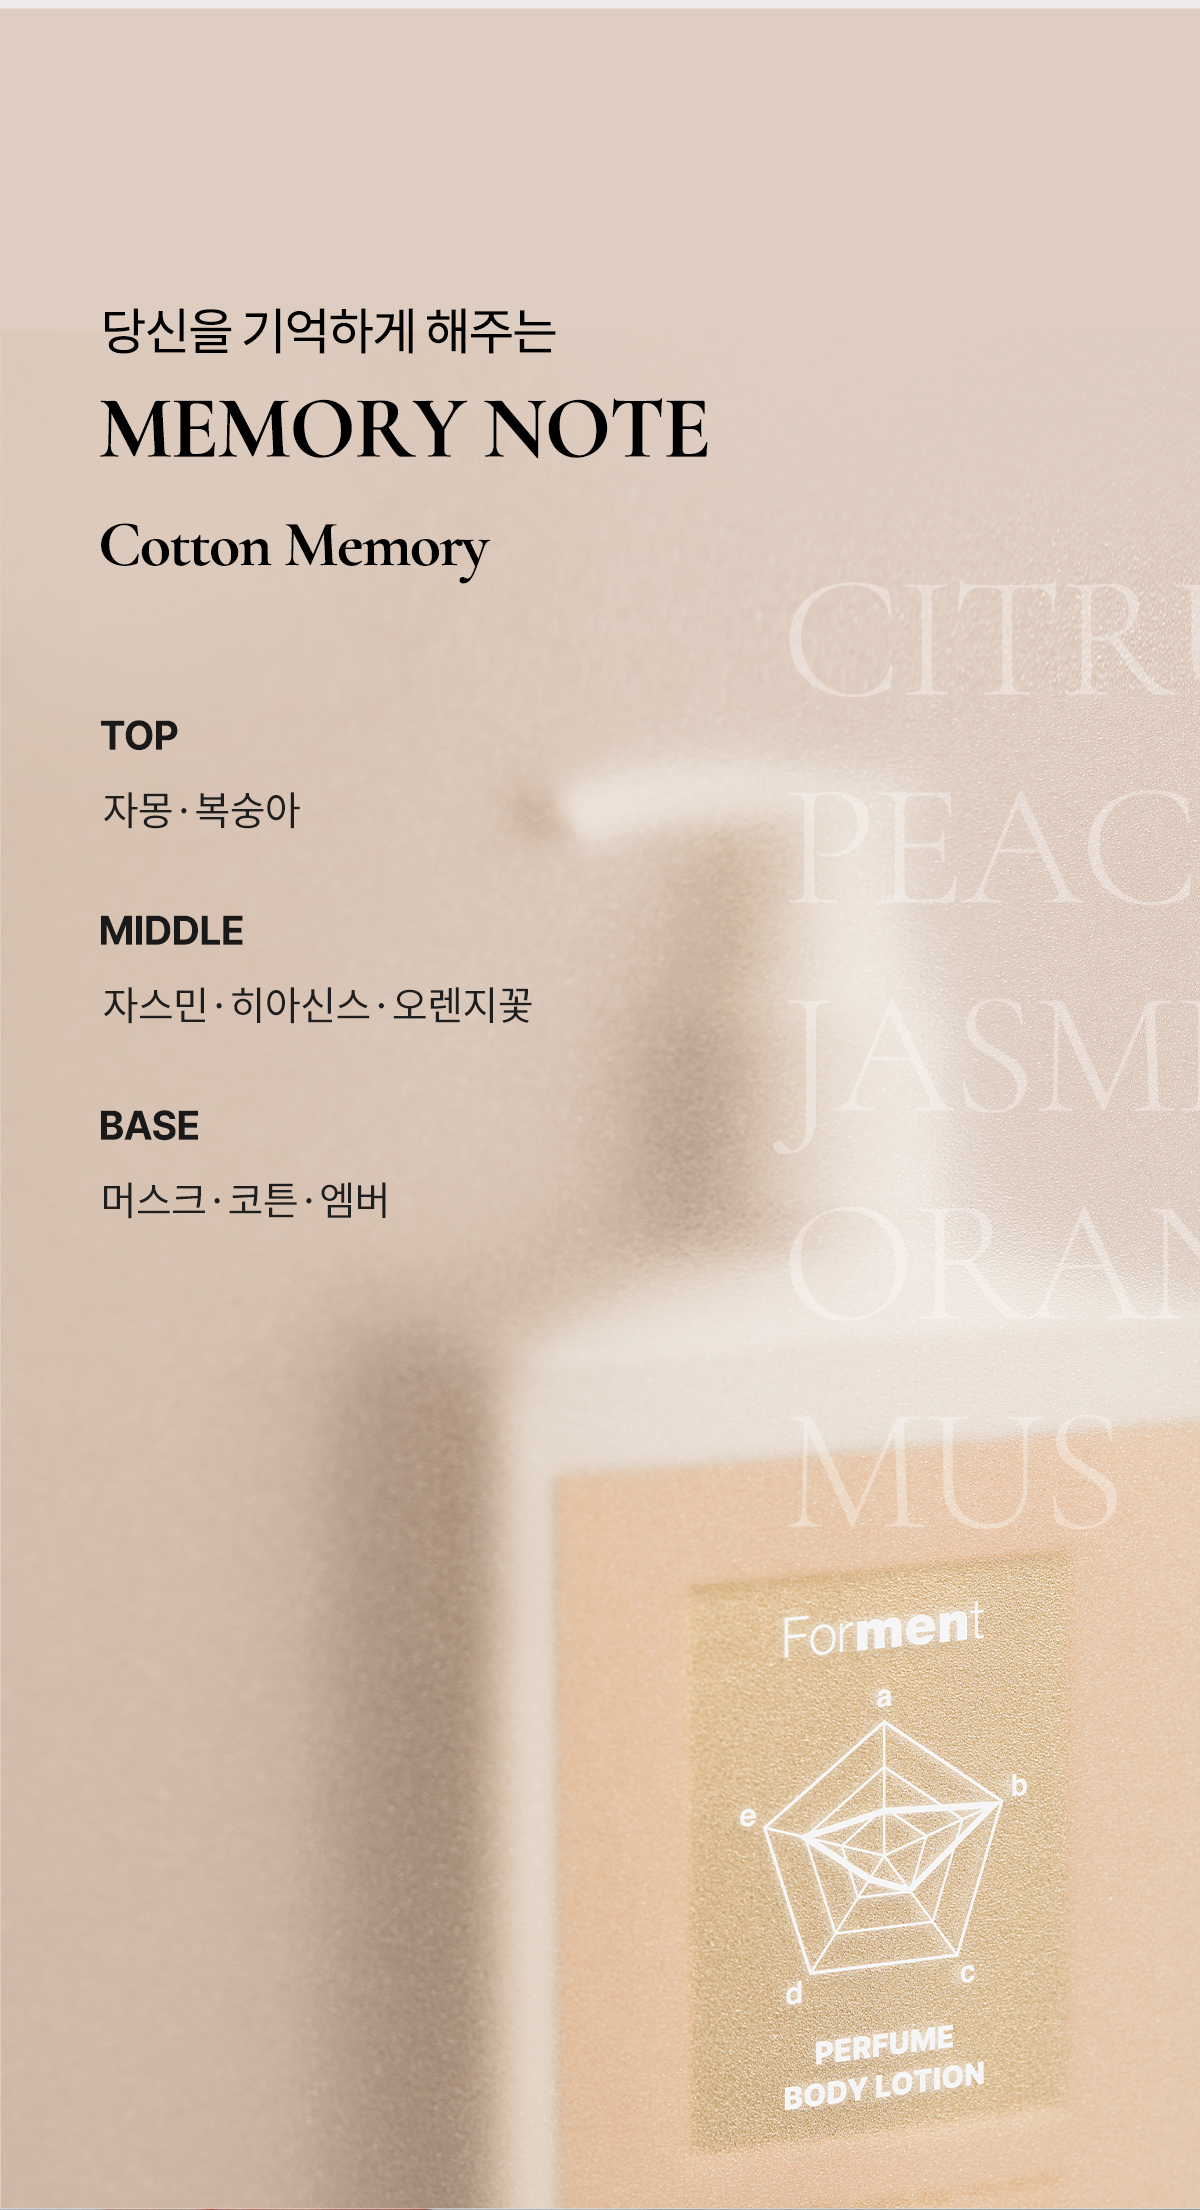 당신을 기억하게 해주는
MEMORY NOTE
Cotton Memory
TOP
자몽·복숭아
MIDDLE
자스민·히아신스·오렌지꽃
BASE
머스크·코튼·엠버
CITRU
PEAC
JASMI
ORAN
MUS
Forment
a
b
e
c
d
PERFUME
BODY LOTION